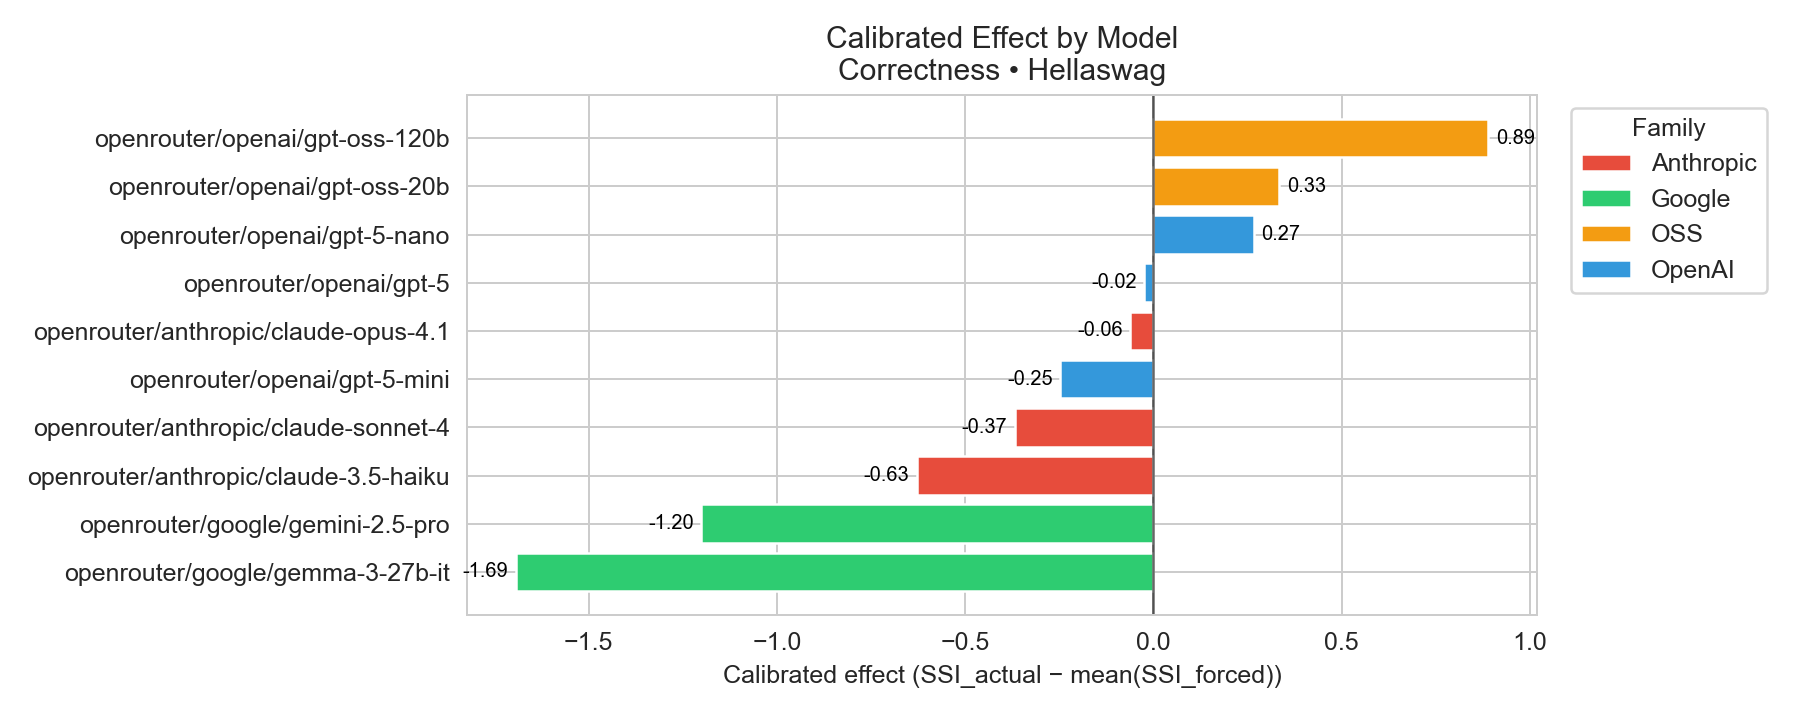 Calibrated Effect by Model
Correctness • Hellaswag
openrouter/openai/gpt-oss-120b
0.89
openrouter/openai/gpt-oss-20b
0.33
openrouter/openai/gpt-5-nano
0.27
openrouter/openai/gpt-5
-0.02
openrouter/anthropic/claude-opus-4.1
-0.06
openrouter/openai/gpt-5-mini
-0.25
openrouter/anthropic/claude-sonnet-4
-0.37
openrouter/anthropic/claude-3.5-haiku
-0.63
openrouter/google/gemini-2.5-pro
-1.20
openrouter/google/gemma-3-27b-it
-1.69
−1.5 −1.0 −0.5 0.0 0.5 1.0
Calibrated effect (SSI_actual − mean(SSI_forced))
Family
Anthropic
Google
OSS
OpenAI